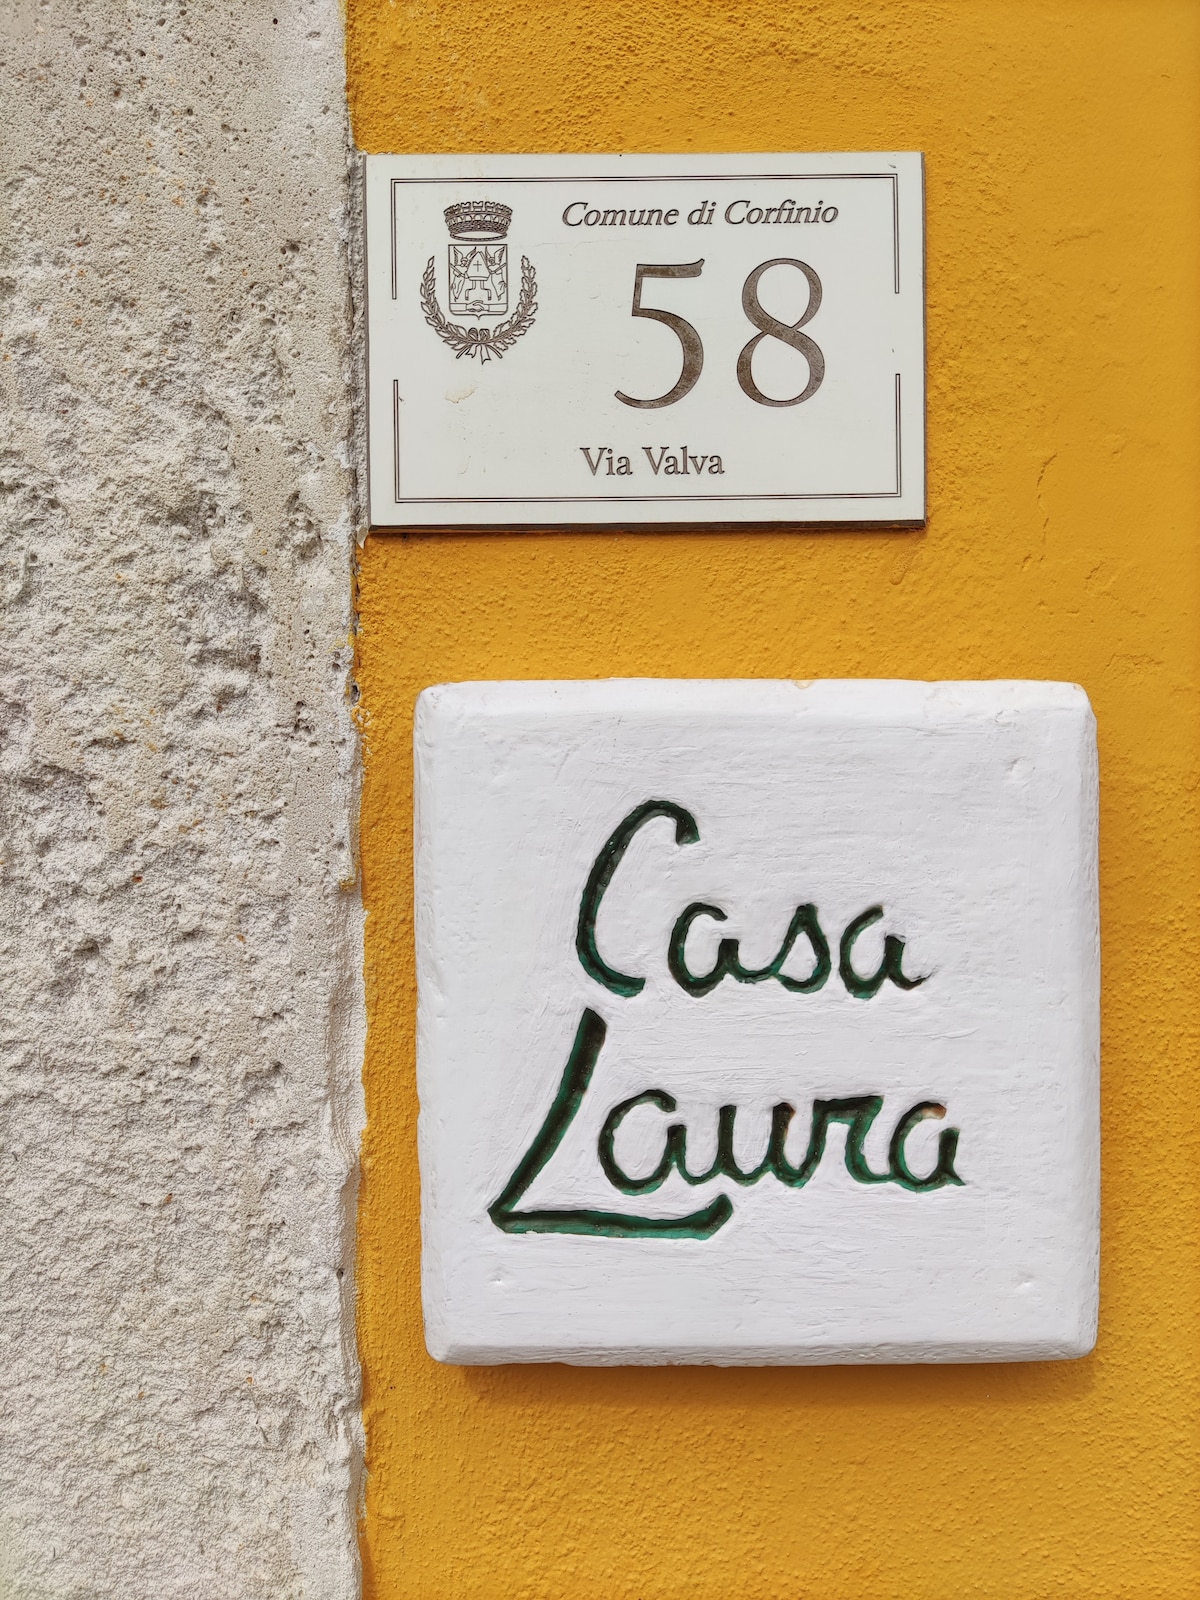 Comune di Corfinio
58
Via Valva
Casa
Laura